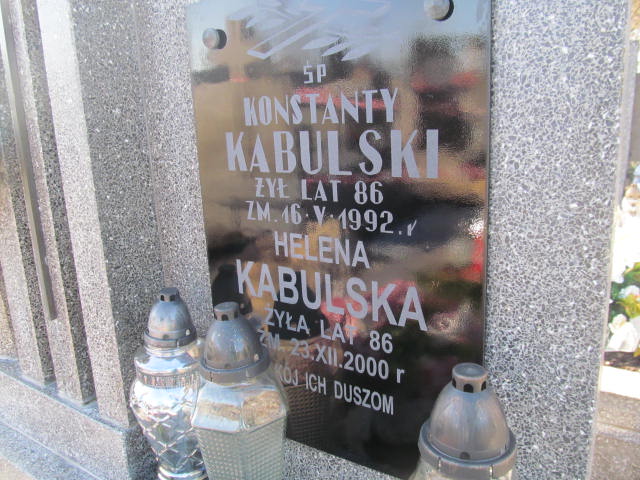 ŚP
KONSTANTY
KABULSKI
ŻYŁ LAT 86
ZM. 16·V·1992.r
HELENA
KABULSKA
ŻYŁA LAT 86
ZM. 23.XII.2000 r
ICH DUSZOM